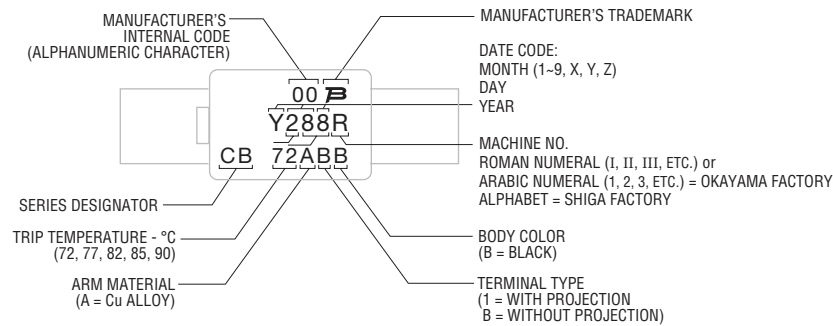 MANUFACTURER'S
INTERNAL CODE
(ALPHANUMERIC CHARACTER)
MANUFACTURER'S TRADEMARK
DATE CODE:
MONTH (1~9, X, Y, Z)
DAY
YEAR
00 B
Y288R
CB 72ABB
MACHINE NO.
ROMAN NUMERAL (I, II, III, ETC.) or
ARABIC NUMERAL (1, 2, 3, ETC.) = OKAYAMA FACTORY
ALPHABET = SHIGA FACTORY
SERIES DESIGNATOR
TRIP TEMPERATURE - °C
(72, 77, 82, 85, 90)
ARM MATERIAL
(A = Cu ALLOY)
BODY COLOR
(B = BLACK)
TERMINAL TYPE
(1 = WITH PROJECTION
B = WITHOUT PROJECTION)